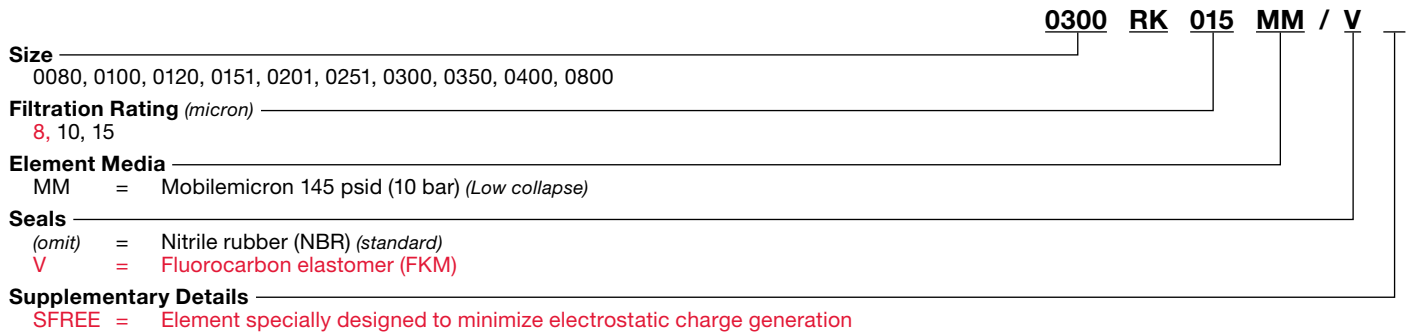 0300 RK 015 MM / V
Size
0080, 0100, 0120, 0151, 0201, 0251, 0300, 0350, 0400, 0800
Filtration Rating (micron)
8, 10, 15
Element Media
MM = Mobilemicron 145 psid (10 bar) (Low collapse)
Seals
(omit) = Nitrile rubber (NBR) (standard)
V = Fluorocarbon elastomer (FKM)
Supplementary Details
SFREE = Element specially designed to minimize electrostatic charge generation